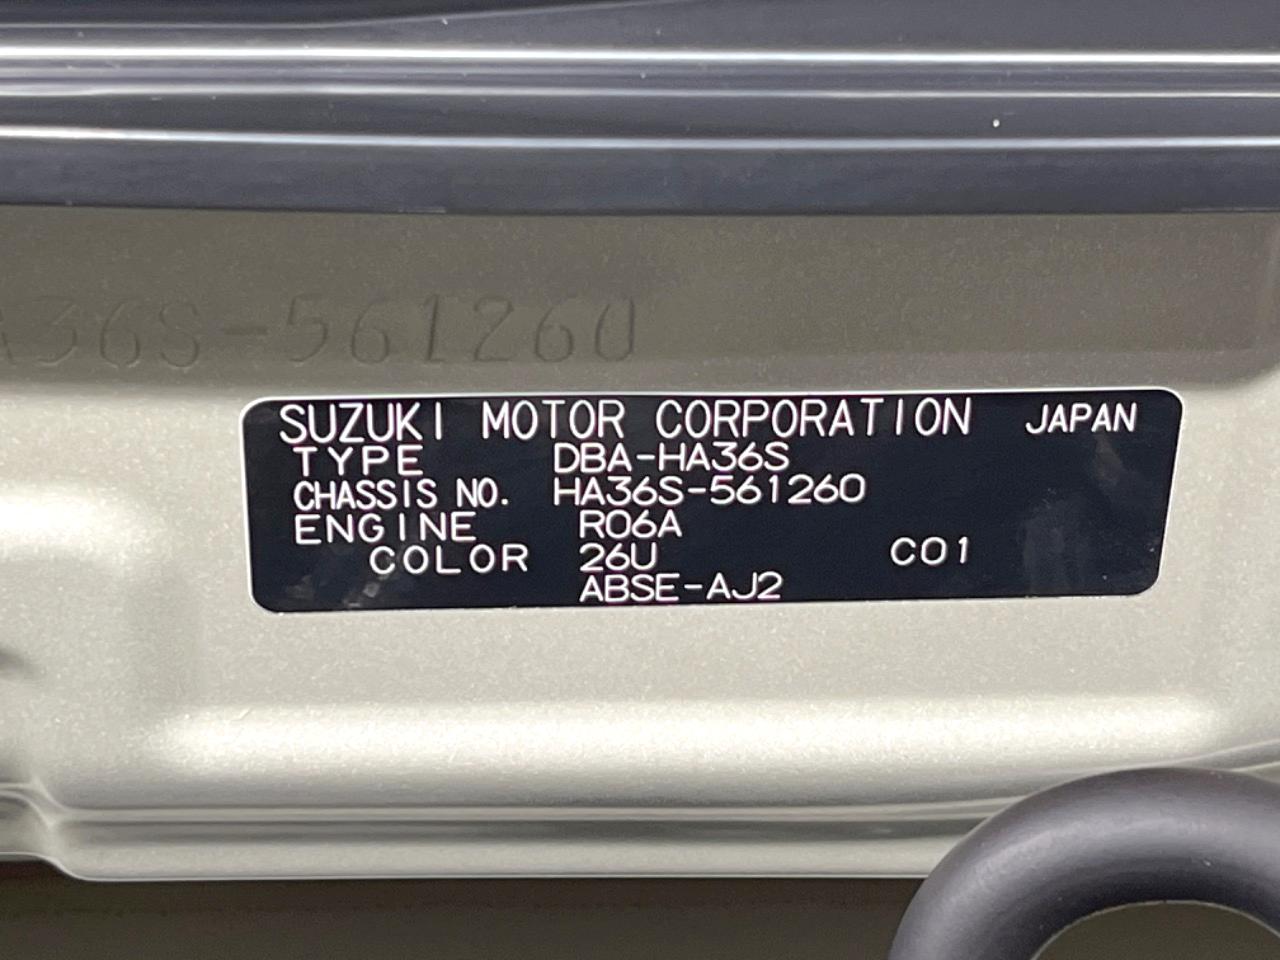 A36S-561260
SUZUKI MOTOR CORPORATION JAPAN
TYPE DBA-HA36S
CHASSIS NO. HA36S-561260
ENGINE R06A
COLOR 26U C01
ABSE-AJ2